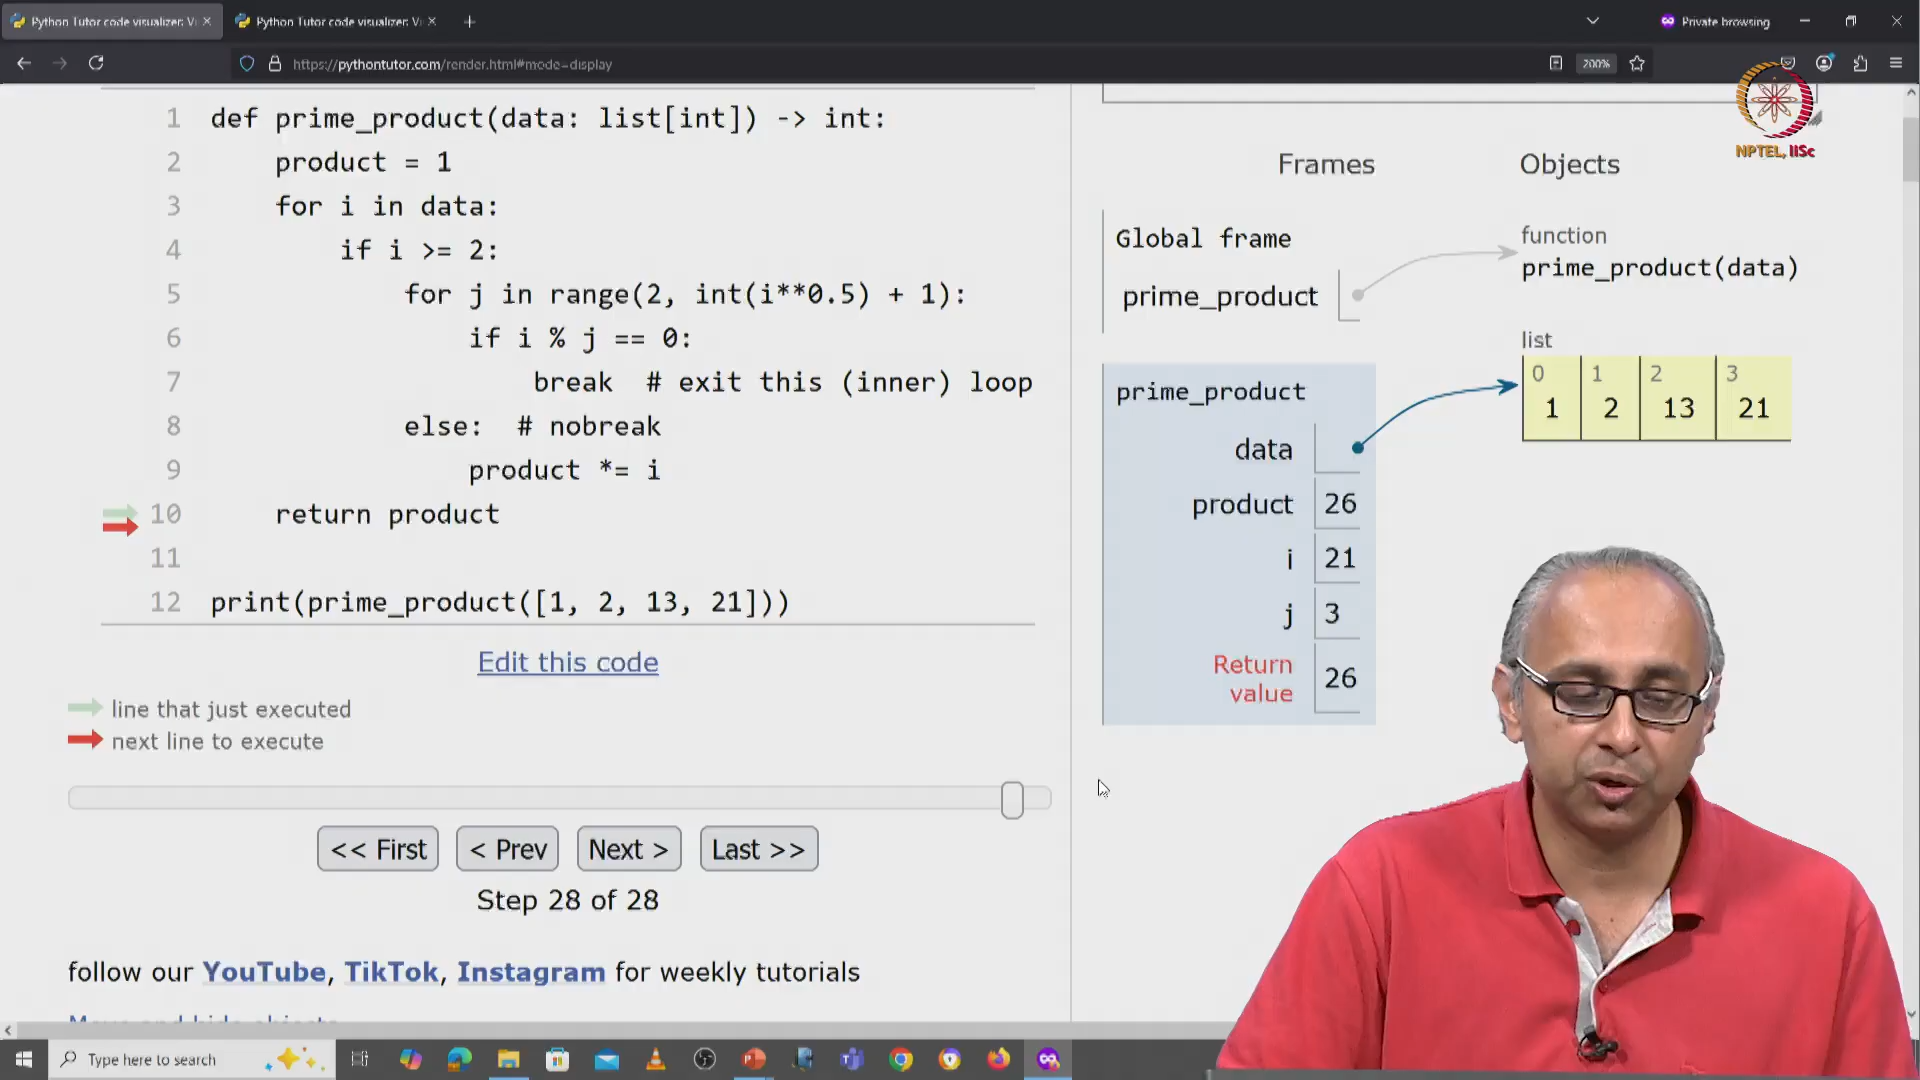 Python Tutor code visualizer: V
Python Tutor code visualizer: V
Private browsing
https://pythontutor.com/render.html#mode=display
200%
NPTEL, IISc
1 def prime_product(data: list[int]) -> int:
2 product = 1
3 for i in data:
4 if i >= 2:
5 for j in range(2, int(i**0.5) + 1):
6 if i % j == 0:
7 break # exit this (inner) loop
8 else: # nobreak
9 product *= i
10 return product
11
12 print(prime_product([1, 2, 13, 21]))
Edit this code
line that just executed
next line to execute
<< First
< Prev
Next >
Last >>
Step 28 of 28
follow our YouTube, TikTok, Instagram for weekly tutorials
Move and hide objects
Frames
Objects
Global frame
prime_product
function
prime_product(data)
list
0 1 2 3
1 2 13 21
prime_product
data
product 26
i 21
j 3
Return
value 26
Type here to search